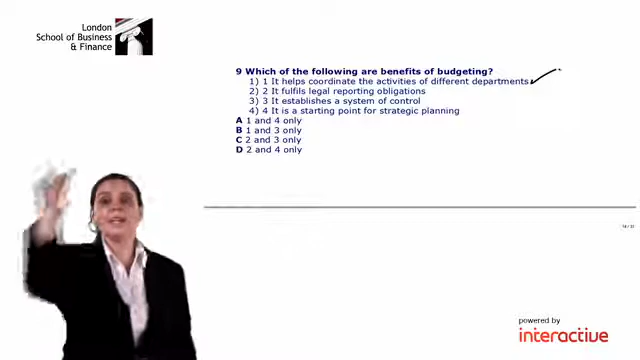 London
School of Business
& Finance
9 Which of the following are benefits of budgeting?
1) 1 It helps coordinate the activities of different departments
2) 2 It fulfils legal reporting obligations
3) 3 It establishes a system of control
4) 4 It is a starting point for strategic planning
A 1 and 4 only
B 1 and 3 only
C 2 and 3 only
D 2 and 4 only
powered by
interactive